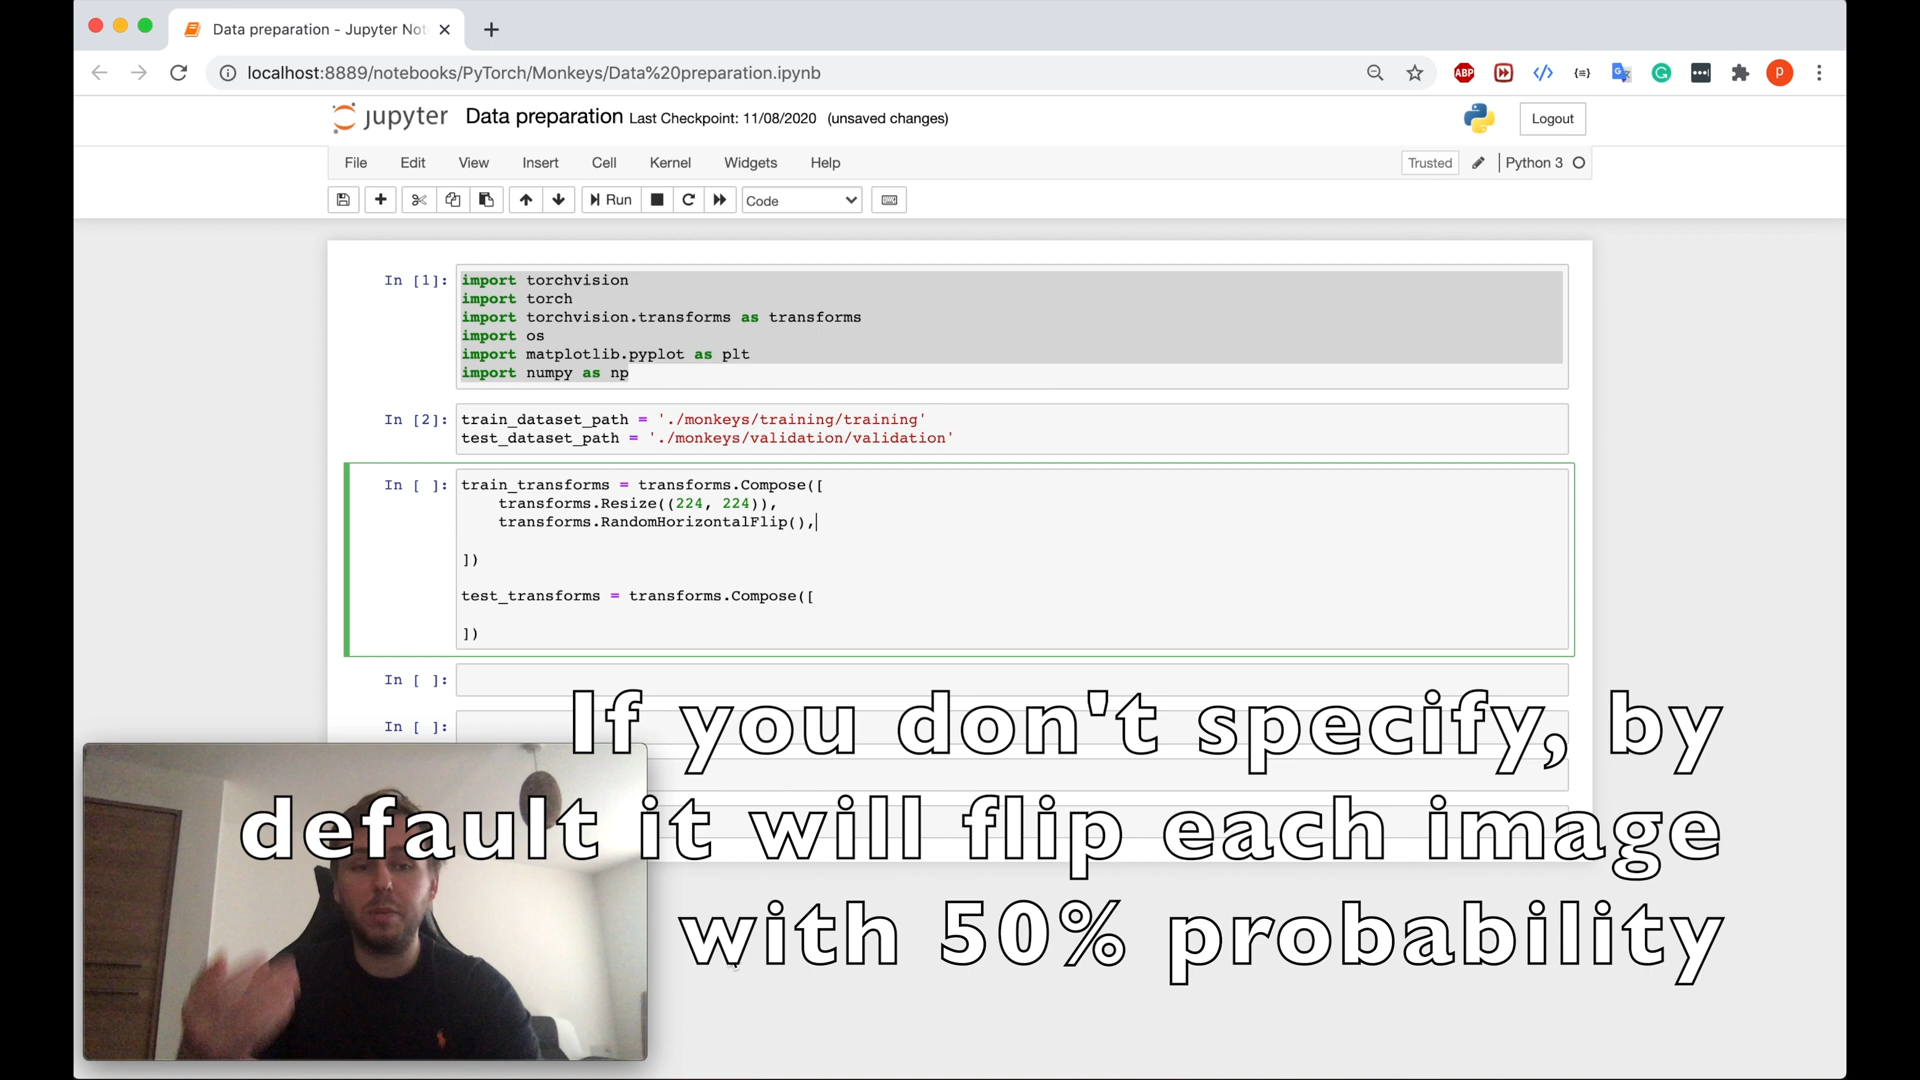 Data preparation - Jupyter Not
localhost:8889/notebooks/PyTorch/Monkeys/Data%20preparation.ipynb
ABP
P
jupyter Data preparation Last Checkpoint: 11/08/2020 (unsaved changes)
Logout
File Edit View Insert Cell Kernel Widgets Help
Trusted Python 3
Run Code
In [1]: import torchvision
import torch
import torchvision.transforms as transforms
import os
import matplotlib.pyplot as plt
import numpy as np
In [2]: train_dataset_path = './monkeys/training/training'
test_dataset_path = './monkeys/validation/validation'
In [ ]: train_transforms = transforms.Compose([
transforms.Resize((224, 224)),
transforms.RandomHorizontalFlip(),
])
test_transforms = transforms.Compose([
])
In [ ]:
In [ ]:
If you don't specify, by
default it will flip each image
with 50% probability